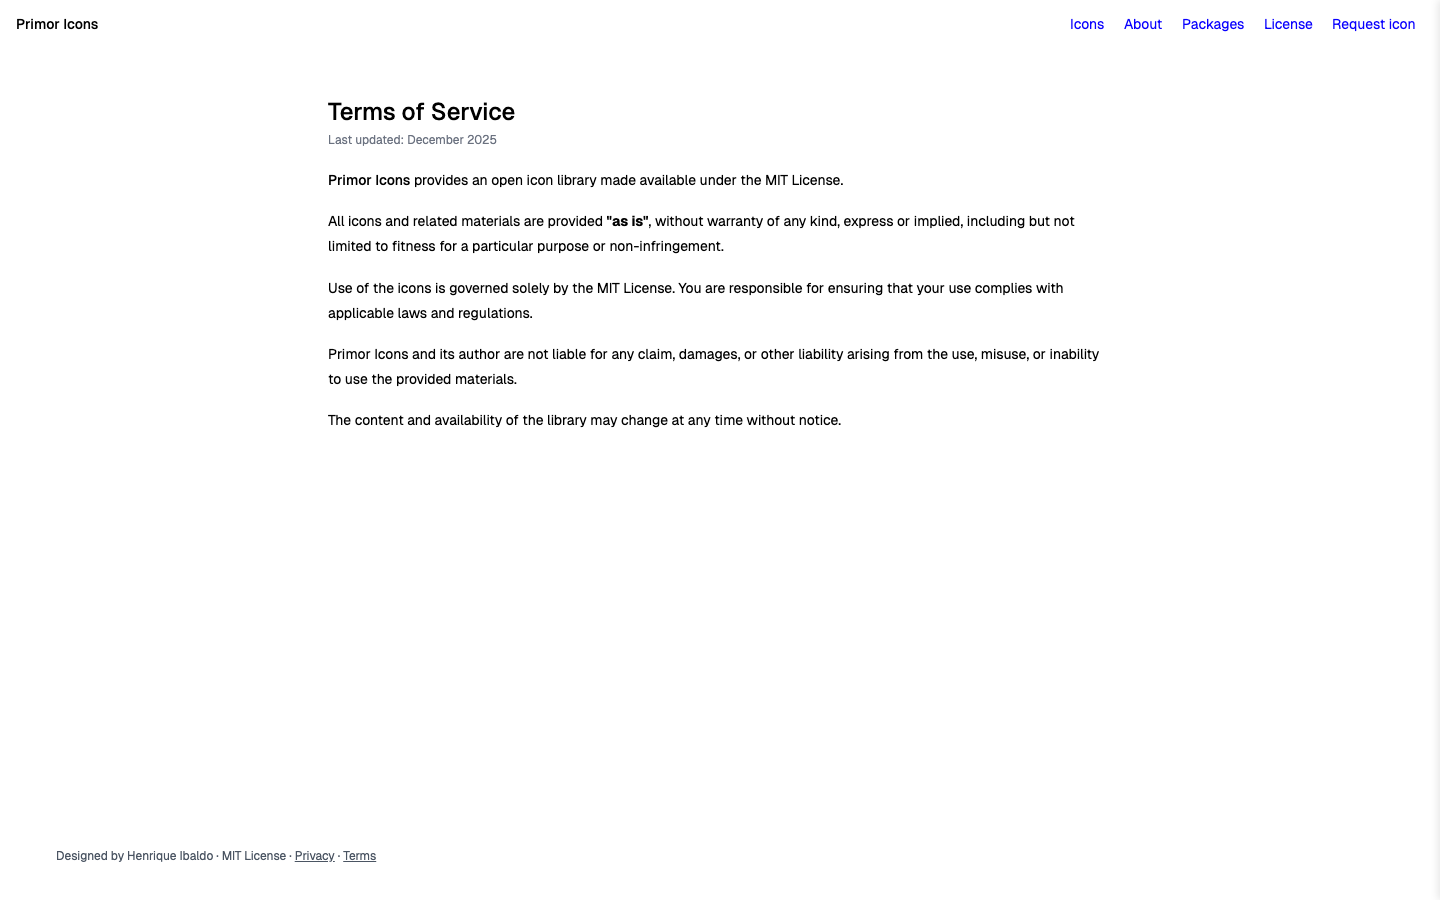 Primor Icons
Icons About Packages License Request icon
Terms of Service
Last updated: December 2025
Primor Icons provides an open icon library made available under the MIT License.
All icons and related materials are provided "as is", without warranty of any kind, express or implied, including but not
limited to fitness for a particular purpose or non-infringement.
Use of the icons is governed solely by the MIT License. You are responsible for ensuring that your use complies with
applicable laws and regulations.
Primor Icons and its author are not liable for any claim, damages, or other liability arising from the use, misuse, or inability
to use the provided materials.
The content and availability of the library may change at any time without notice.
Designed by Henrique Ibaldo · MIT License · Privacy · Terms